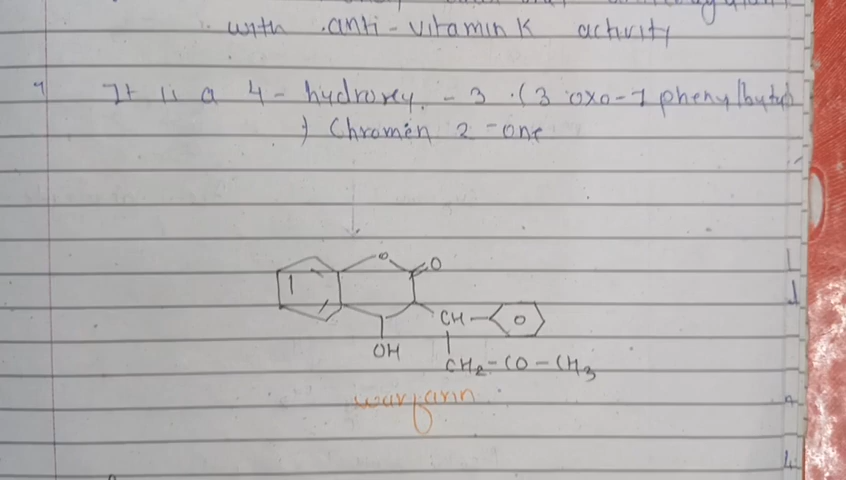 with anti-vitamin K activity
It is a 4-hydroxy-3-(3 oxo-1 phenylbutyl
) Chromen 2-one
O
O
CH
OH
CH2-CO-CH3
warfarin